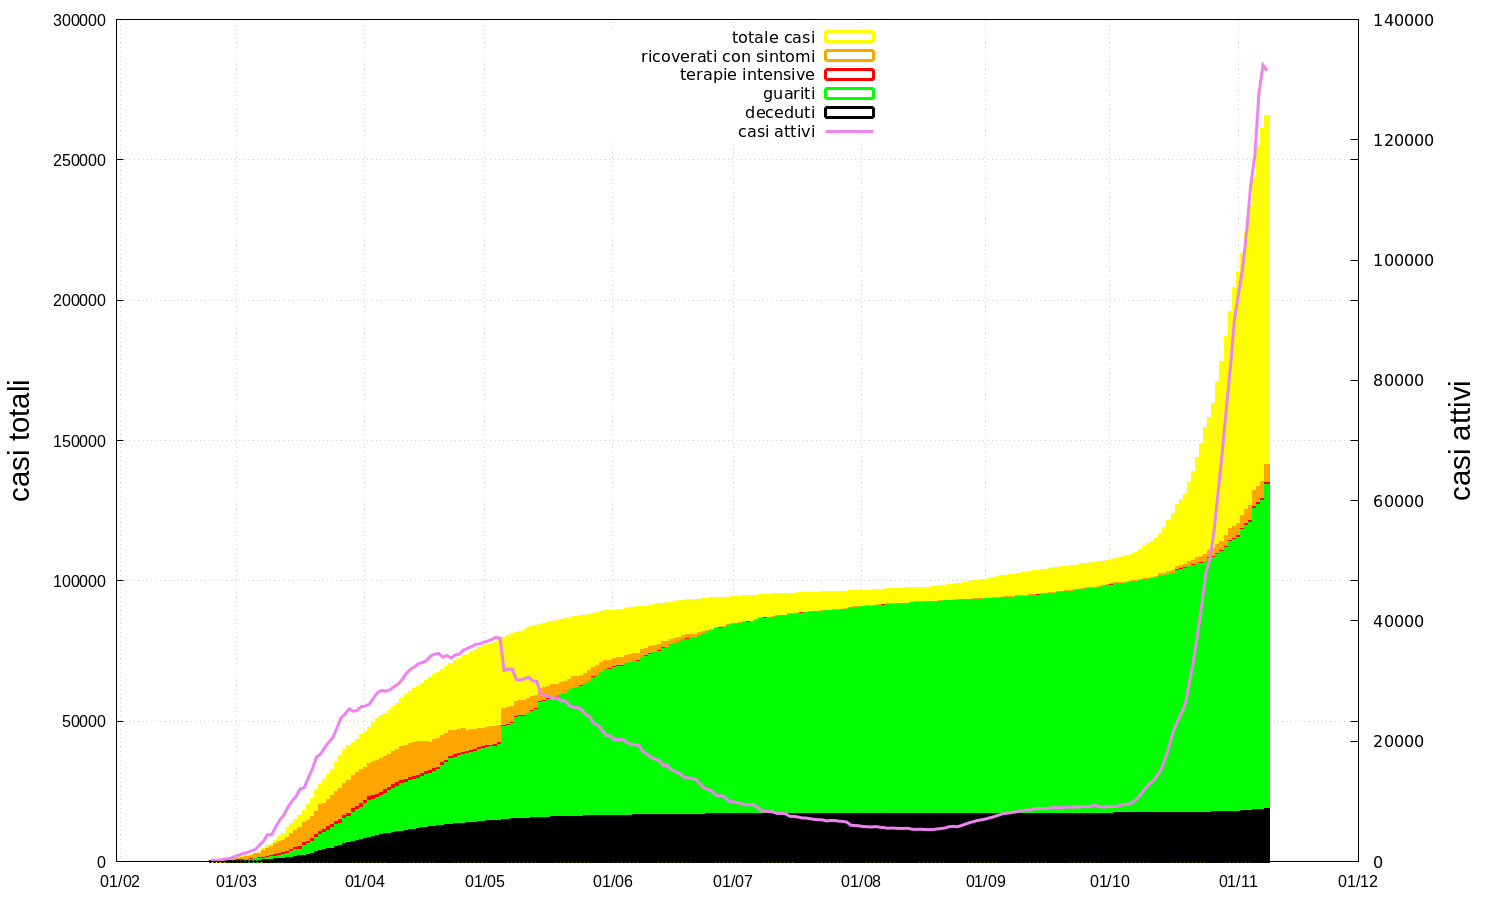 300000
250000
200000
150000
100000
50000
0
casi totali
totale casi
ricoverati con sintomi
terapie intensive
guariti
deceduti
casi attivi
140000
120000
100000
80000
60000
40000
20000
0
casi attivi
01/02 01/03 01/04 01/05 01/06 01/07 01/08 01/09 01/10 01/11 01/12